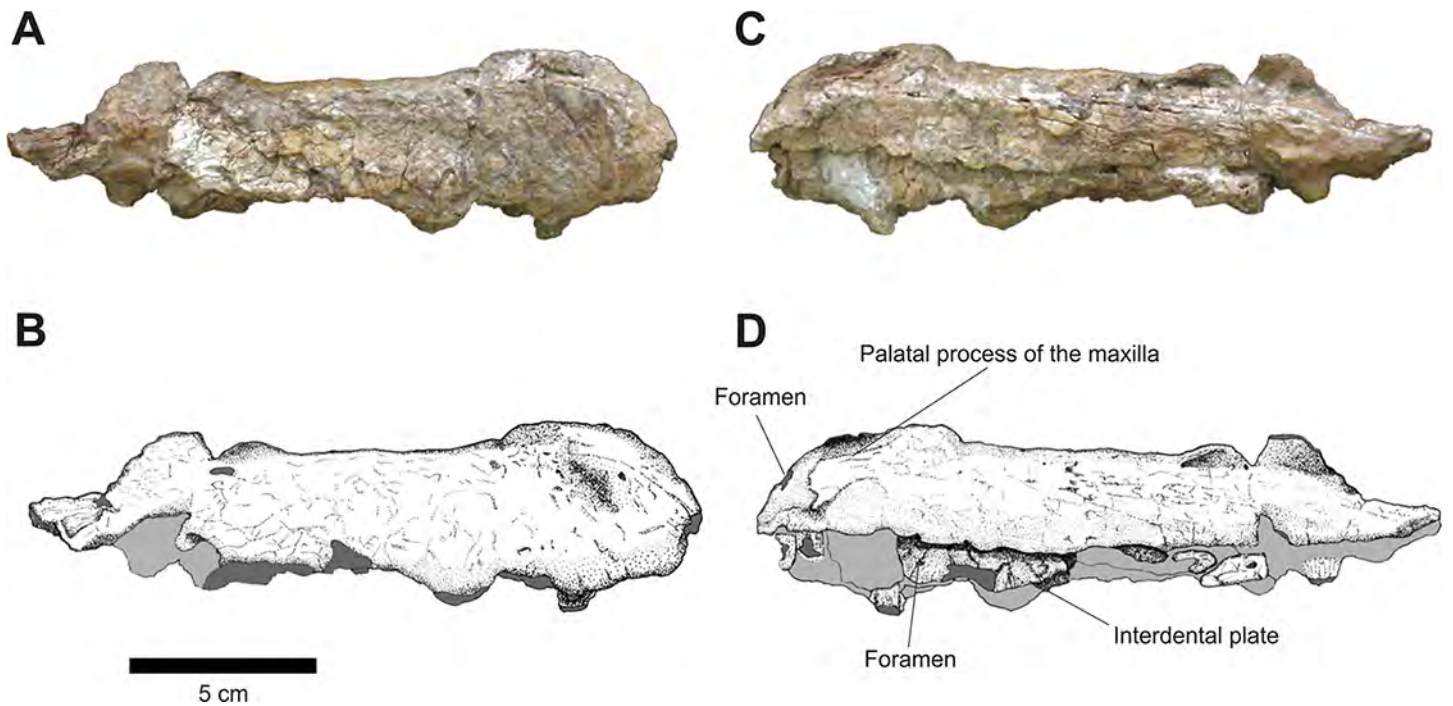 A
C
B
D
Palatal process of the maxilla
Foramen
Interdental plate
Foramen
5 cm